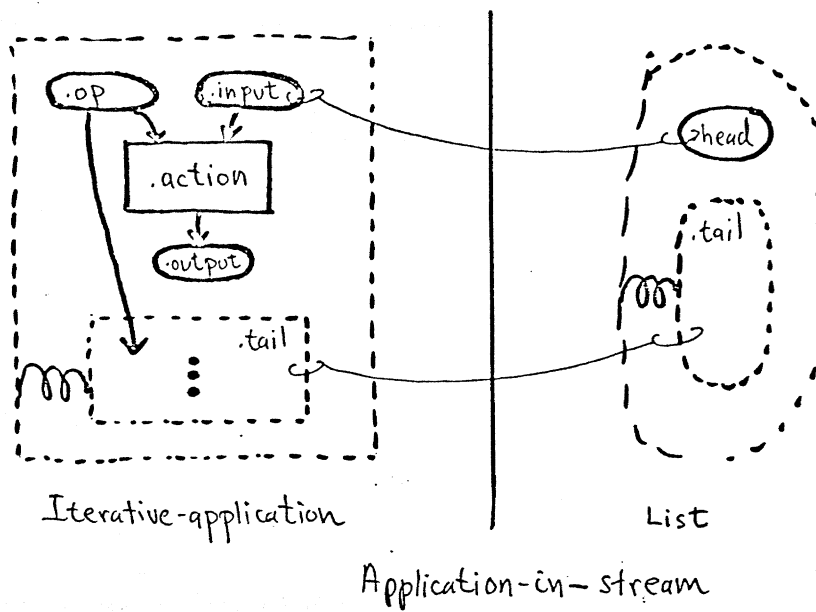 .op
.input
.action
.output
.tail
>head
.tail
Iterative-application
List
Application-in-stream